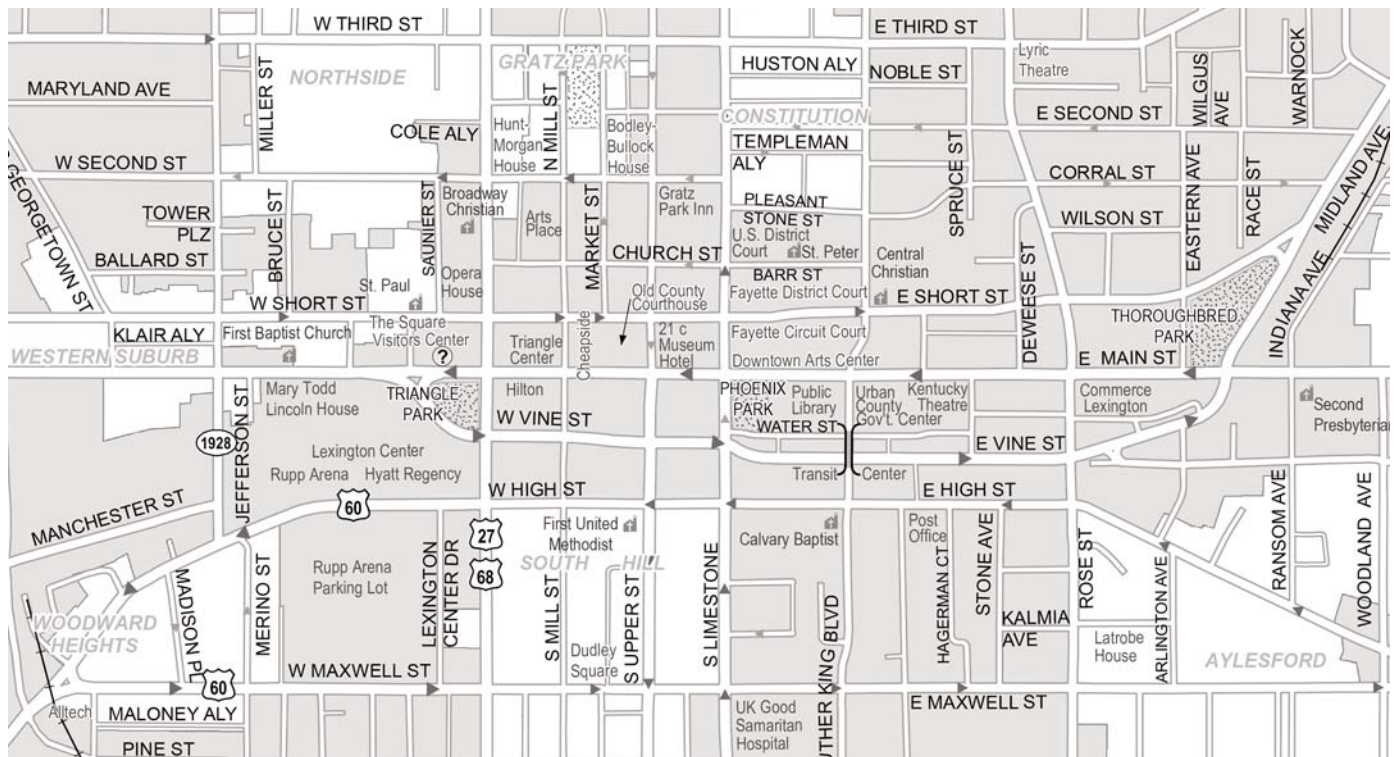 W THIRD ST
E THIRD ST
MILLER ST
NORTHSIDE
GRATZ PARK
HUSTON ALY
NOBLE ST
Lyric
Theatre
WILGUS
AVE
WARNOCK
MARYLAND AVE
N MILL ST
CONSTITUTION
E SECOND ST
COLE ALY
Hunt-
Morgan
House
Bodley-
Bullock
House
TEMPLEMAN
ALY
W SECOND ST
GEORGETOWN ST
SPRUCE ST
CORRAL ST
EASTERN AVE
RACE ST
MIDLAND AVE
Broadway
Christian
MARKET ST
Gratz
Park Inn
PLEASANT
STONE ST
TOWER
PLZ
BRUCE ST
SAUNIER ST
Arts
Place
WILSON ST
U.S. District
Court
St. Peter
BALLARD ST
Opera
House
CHURCH ST
BARR ST
Central
Christian
DEWEESE ST
INDIANA AVE
St. Paul
Old County
Courthouse
Fayette District Court
W SHORT ST
E SHORT ST
KLAIR ALY
First Baptist Church
The Square
Visitors Center
?
Triangle
Center
Cheapside
21 c
Museum
Hotel
Fayette Circuit Court
THOROUGHBRED
PARK
WESTERN SUBURB
Downtown Arts Center
E MAIN ST
JEFFERSON ST
Mary Todd
Lincoln House
TRIANGLE
PARK
Hilton
PHOENIX
PARK
Public
Library
Urban
County
Gov't. Center
Kentucky
Theatre
Commerce
Lexington
Second
Presbyterian
W VINE ST
WATER ST
E VINE ST
1928
Lexington Center
Rupp Arena
Hyatt Regency
Transit
Center
W HIGH ST
E HIGH ST
60
MANCHESTER ST
27
68
First United
Methodist
Calvary Baptist
Post
Office
STONE AVE
ROSE ST
RANSOM AVE
WOODLAND AVE
SOUTH HILL
Rupp Arena
Parking Lot
LEXINGTON
CENTER DR
MADISON PL
MERINO ST
S MILL ST
S UPPER ST
S LIMESTONE
HAGERMAN CT
ARLINGTON AVE
WOODWARD
HEIGHTS
KALMIA
AVE
Latrobe
House
AYLESFORD
Dudley
Square
W MAXWELL ST
60
UTHER KING BLVD
E MAXWELL ST
Alltech
MALONEY ALY
UK Good
Samaritan
Hospital
PINE ST